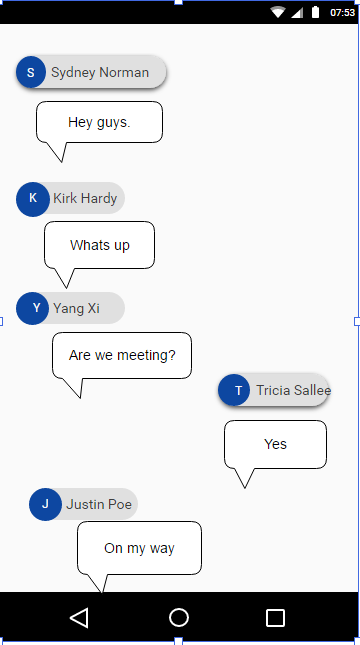 07:53
S Sydney Norman
Hey guys.
K Kirk Hardy
Whats up
Y Yang Xi
Are we meeting?
T Tricia Sallee
Yes
J Justin Poe
On my way